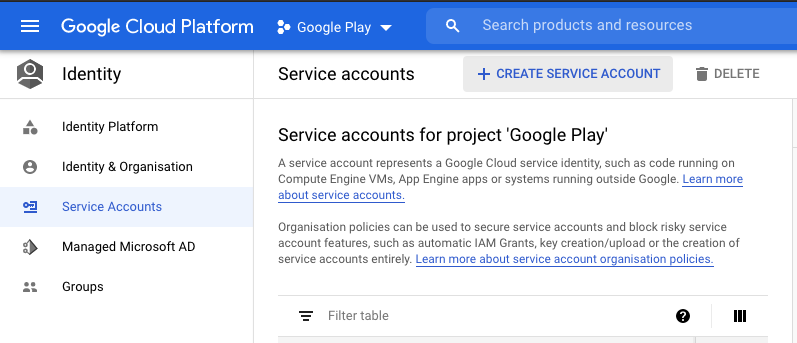 Google Cloud Platform
Google Play
Search products and resources
Identity
Service accounts
+ CREATE SERVICE ACCOUNT
DELETE
Identity Platform
Identity & Organisation
Service Accounts
Managed Microsoft AD
Groups
Service accounts for project 'Google Play'
A service account represents a Google Cloud service identity, such as code running on
Compute Engine VMs, App Engine apps or systems running outside Google. Learn more
about service accounts.
Organisation policies can be used to secure service accounts and block risky service
account features, such as automatic IAM Grants, key creation/upload or the creation of
service accounts entirely. Learn more about service account organisation policies.
Filter table